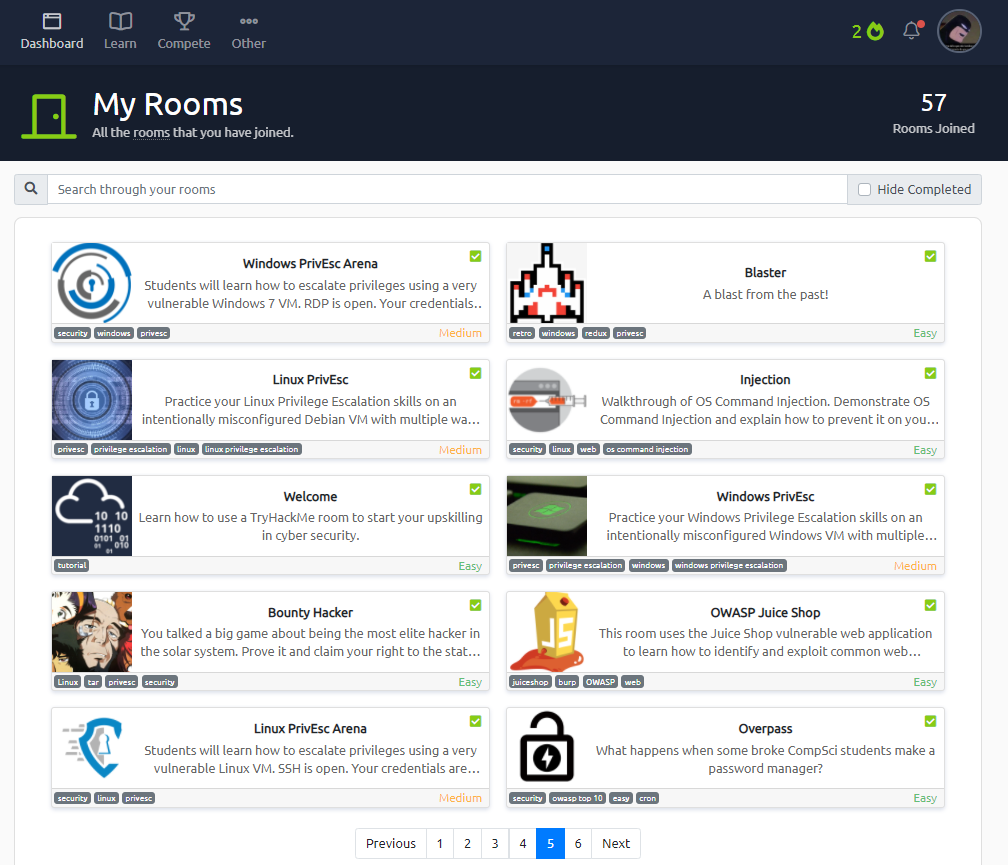 Dashboard Learn Compete Other
2
My Rooms
All the rooms that you have joined.
57
Rooms Joined
Search through your rooms
Hide Completed
Windows PrivEsc Arena
Students will learn how to escalate privileges using a very
vulnerable Windows 7 VM. RDP is open. Your credentials..
security windows privesc
Medium
Blaster
A blast from the past!
retro windows redux privesc
Easy
Linux PrivEsc
Practice your Linux Privilege Escalation skills on an
intentionally misconfigured Debian VM with multiple wa...
privesc privilege escalation linux linux privilege escalation
Medium
Injection
Walkthrough of OS Command Injection. Demonstrate OS
Command Injection and explain how to prevent it on you...
security linux web os command injection
Easy
10 10
1110
0101 01
01 010
Welcome
Learn how to use a TryHackMe room to start your upskilling
in cyber security.
tutorial
Easy
Windows PrivEsc
Practice your Windows Privilege Escalation skills on an
intentionally misconfigured Windows VM with multiple...
privesc privilege escalation windows windows privilege escalation
Medium
Bounty Hacker
You talked a big game about being the most elite hacker in
the solar system. Prove it and claim your right to the stat...
Linux tar privesc security
Easy
JS
OWASP Juice Shop
This room uses the Juice Shop vulnerable web application
to learn how to identify and exploit common web...
juiceshop burp OWASP web
Easy
Linux PrivEsc Arena
Students will learn how to escalate privileges using a very
vulnerable Linux VM. SSH is open. Your credentials are...
security linux privesc
Medium
Overpass
What happens when some broke CompSci students make a
password manager?
security owasp top 10 easy cron
Easy
Previous 1 2 3 4 5 6 Next